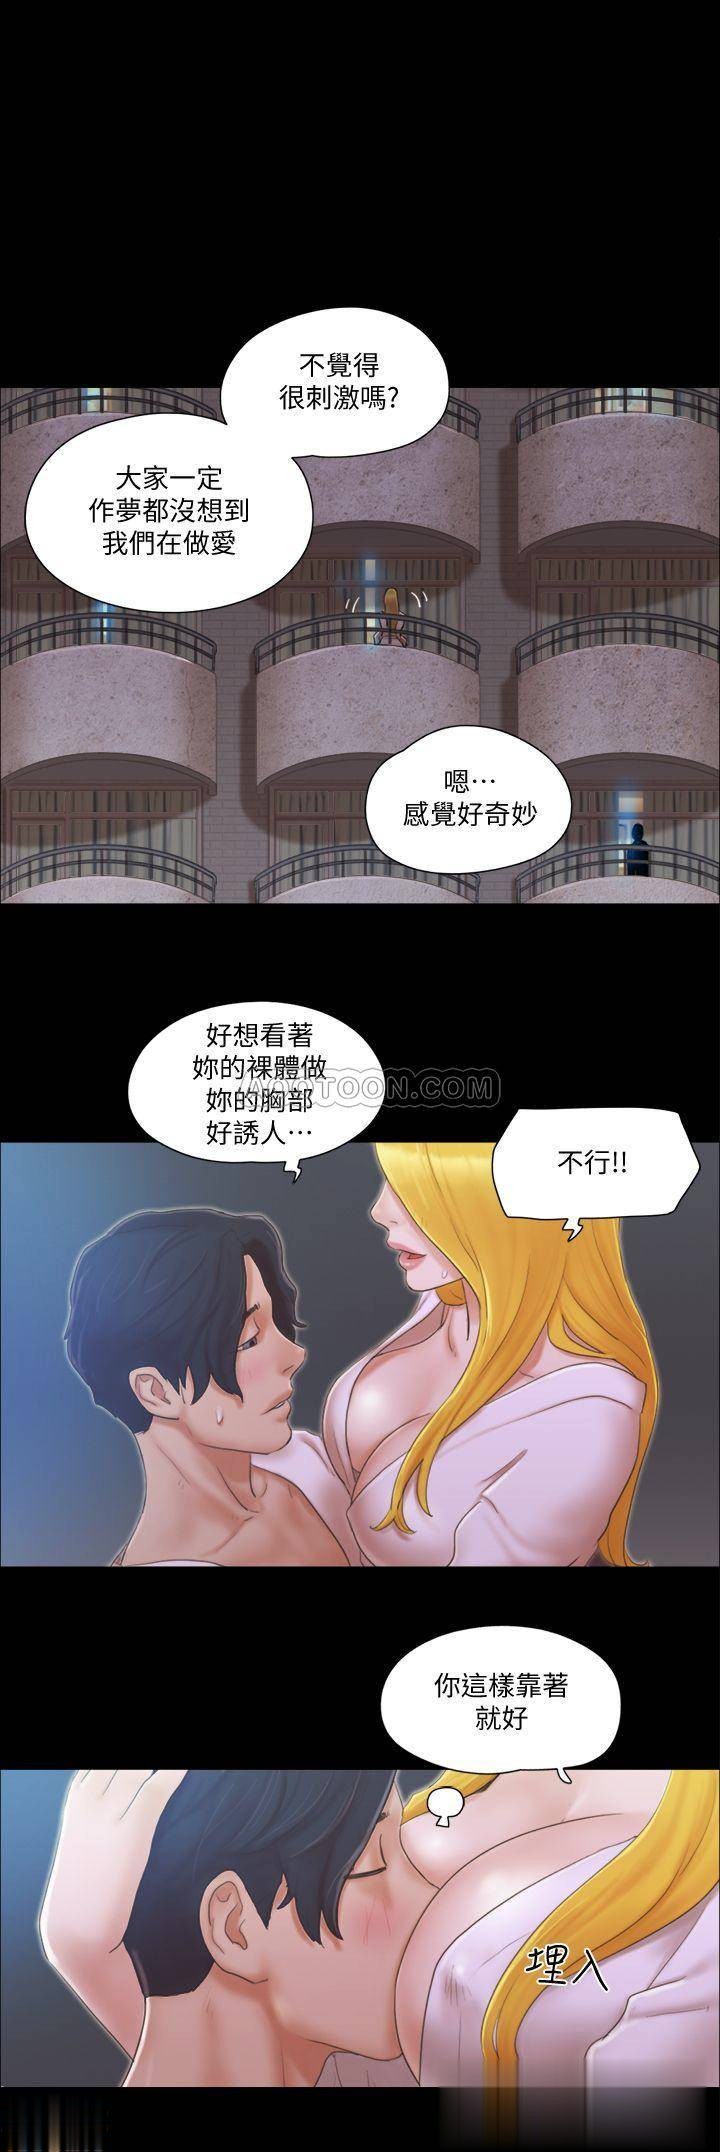 不覺得
很刺激嗎?
大家一定
作夢都沒想到
我們在做愛
嗯…
感覺好奇妙
好想看著
妳的裸體做
妳的胸部
好誘人…
不行!!
你這樣靠著
就好
埋入